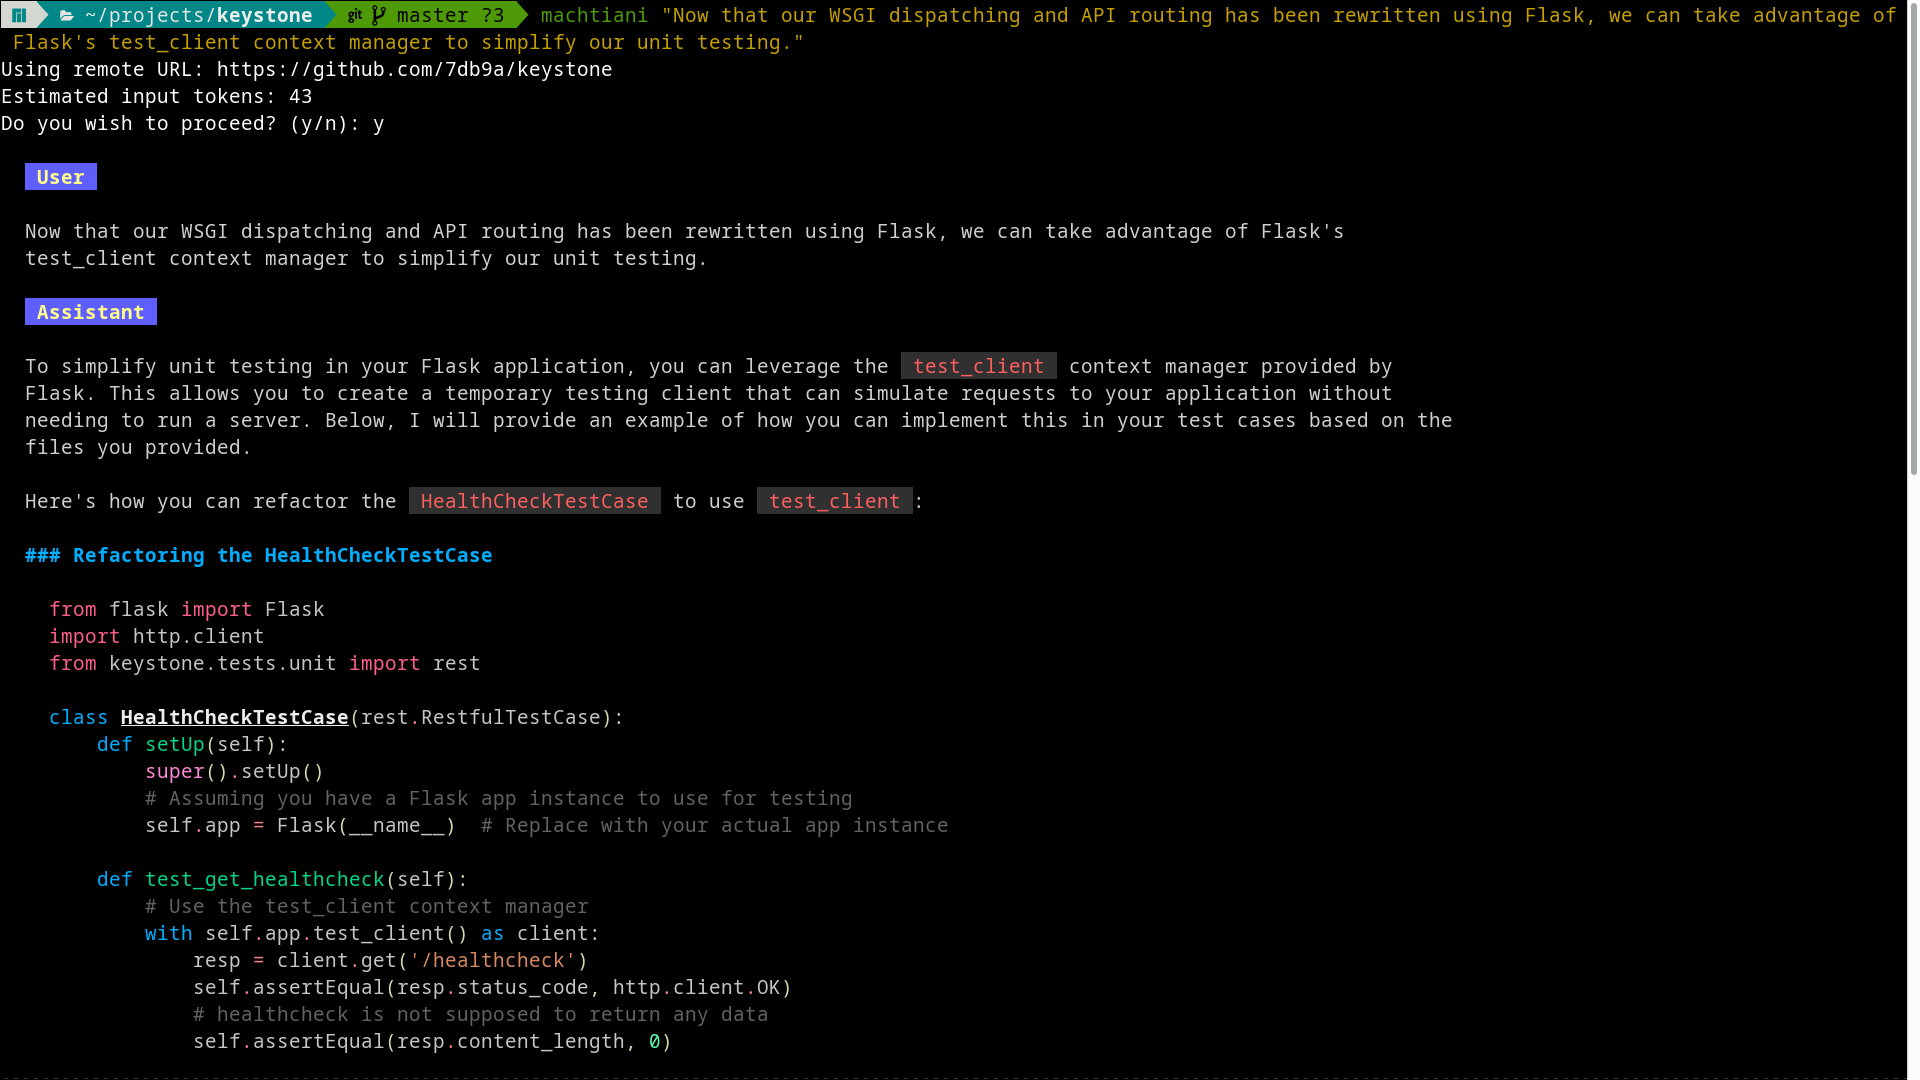 ~/projects/keystone git master ?3 machtiani "Now that our WSGI dispatching and API routing has been rewritten using Flask, we can take advantage of
Flask's test_client context manager to simplify our unit testing."
Using remote URL: https://github.com/7db9a/keystone
Estimated input tokens: 43
Do you wish to proceed? (y/n): y
User
Now that our WSGI dispatching and API routing has been rewritten using Flask, we can take advantage of Flask's
test_client context manager to simplify our unit testing.
Assistant
To simplify unit testing in your Flask application, you can leverage the test_client context manager provided by
Flask. This allows you to create a temporary testing client that can simulate requests to your application without
needing to run a server. Below, I will provide an example of how you can implement this in your test cases based on the
files you provided.
Here's how you can refactor the HealthCheckTestCase to use test_client:
### Refactoring the HealthCheckTestCase
from flask import Flask
import http.client
from keystone.tests.unit import rest
class HealthCheckTestCase(rest.RestfulTestCase):
def setUp(self):
super().setUp()
# Assuming you have a Flask app instance to use for testing
self.app = Flask(__name__)  # Replace with your actual app instance
def test_get_healthcheck(self):
# Use the test_client context manager
with self.app.test_client() as client:
resp = client.get('/healthcheck')
self.assertEqual(resp.status_code, http.client.OK)
# healthcheck is not supposed to return any data
self.assertEqual(resp.content_length, 0)